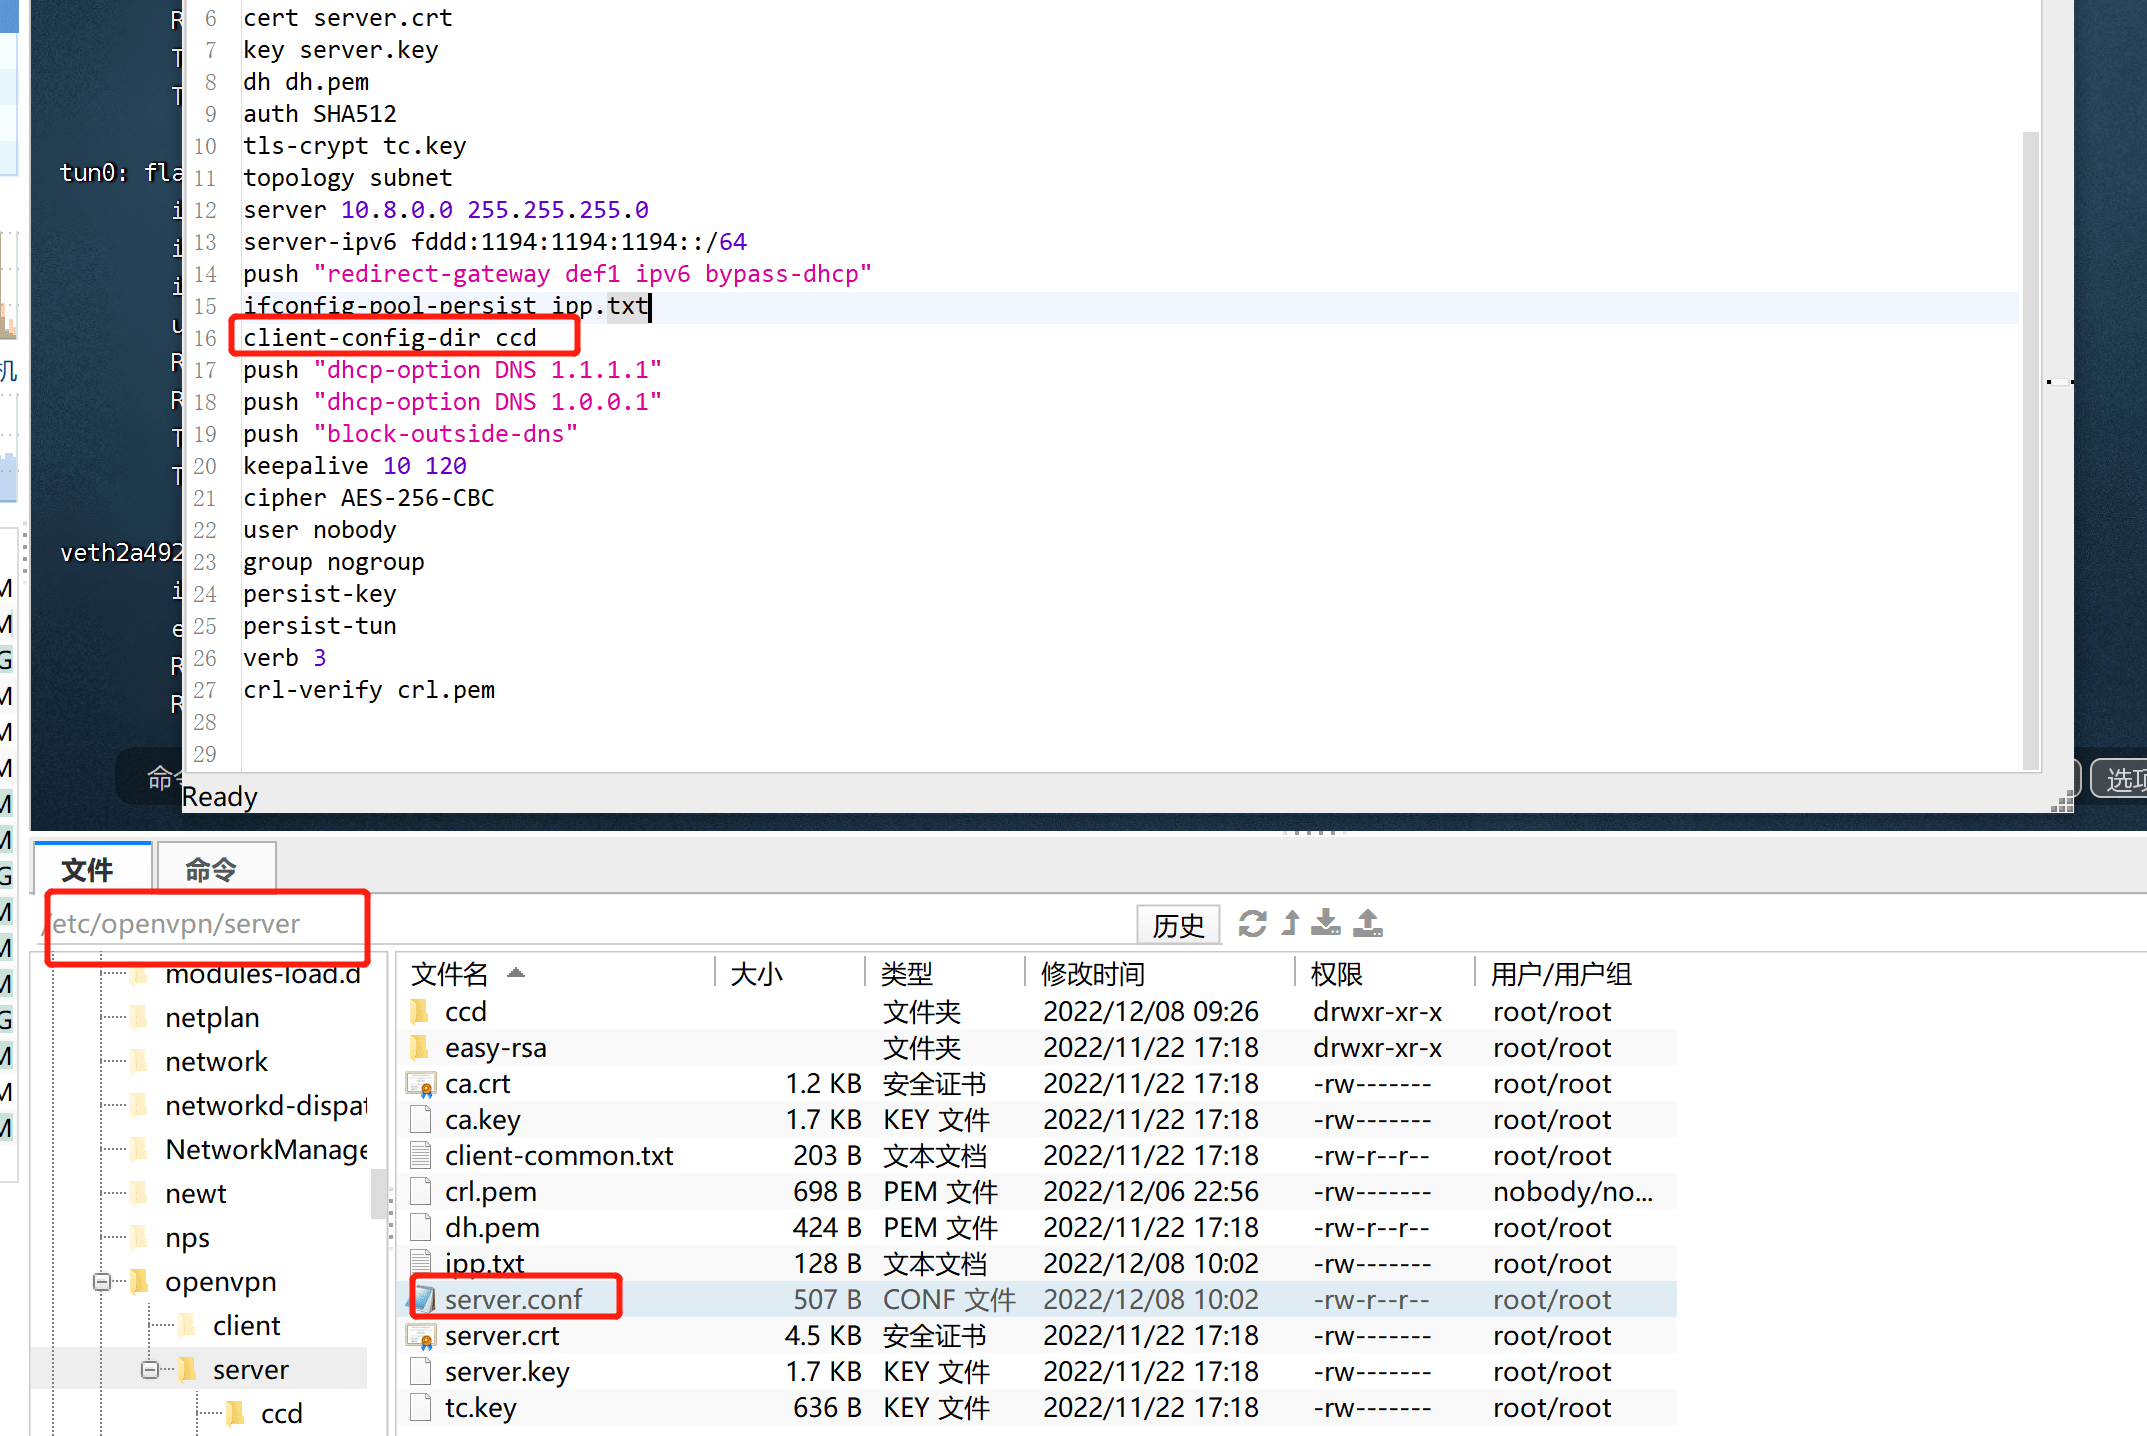 6 cert server.crt
7 key server.key
8 dh dh.pem
9 auth SHA512
10 tls-crypt tc.key
tun0: fla
11 topology subnet
12 server 10.8.0.0 255.255.255.0
13 server-ipv6 fddd:1194:1194:1194::/64
14 push "redirect-gateway def1 ipv6 bypass-dhcp"
15 ifconfig-pool-persist ipp.txt
16 client-config-dir ccd
17 push "dhcp-option DNS 1.1.1.1"
18 push "dhcp-option DNS 1.0.0.1"
19 push "block-outside-dns"
20 keepalive 10 120
21 cipher AES-256-CBC
22 user nobody
veth2a492
23 group nogroup
24 persist-key
25 persist-tun
26 verb 3
27 crl-verify crl.pem
28
29
机
命令
Ready
选项
文件 命令
/etc/openvpn/server
历史
modules-load.d
netplan
network
networkd-dispat
NetworkManage
newt
nps
openvpn
client
server
ccd
文件名 大小 类型 修改时间 权限 用户/用户组
ccd 文件夹 2022/12/08 09:26 drwxr-xr-x root/root
easy-rsa 文件夹 2022/11/22 17:18 drwxr-xr-x root/root
ca.crt 1.2 KB 安全证书 2022/11/22 17:18 -rw------- root/root
ca.key 1.7 KB KEY 文件 2022/11/22 17:18 -rw------- root/root
client-common.txt 203 B 文本文档 2022/11/22 17:18 -rw-r--r-- root/root
crl.pem 698 B PEM 文件 2022/12/06 22:56 -rw------- nobody/no...
dh.pem 424 B PEM 文件 2022/11/22 17:18 -rw-r--r-- root/root
ipp.txt 128 B 文本文档 2022/12/08 10:02 -rw------- root/root
server.conf 507 B CONF 文件 2022/12/08 10:02 -rw-r--r-- root/root
server.crt 4.5 KB 安全证书 2022/11/22 17:18 -rw------- root/root
server.key 1.7 KB KEY 文件 2022/11/22 17:18 -rw------- root/root
tc.key 636 B KEY 文件 2022/11/22 17:18 -rw------- root/root